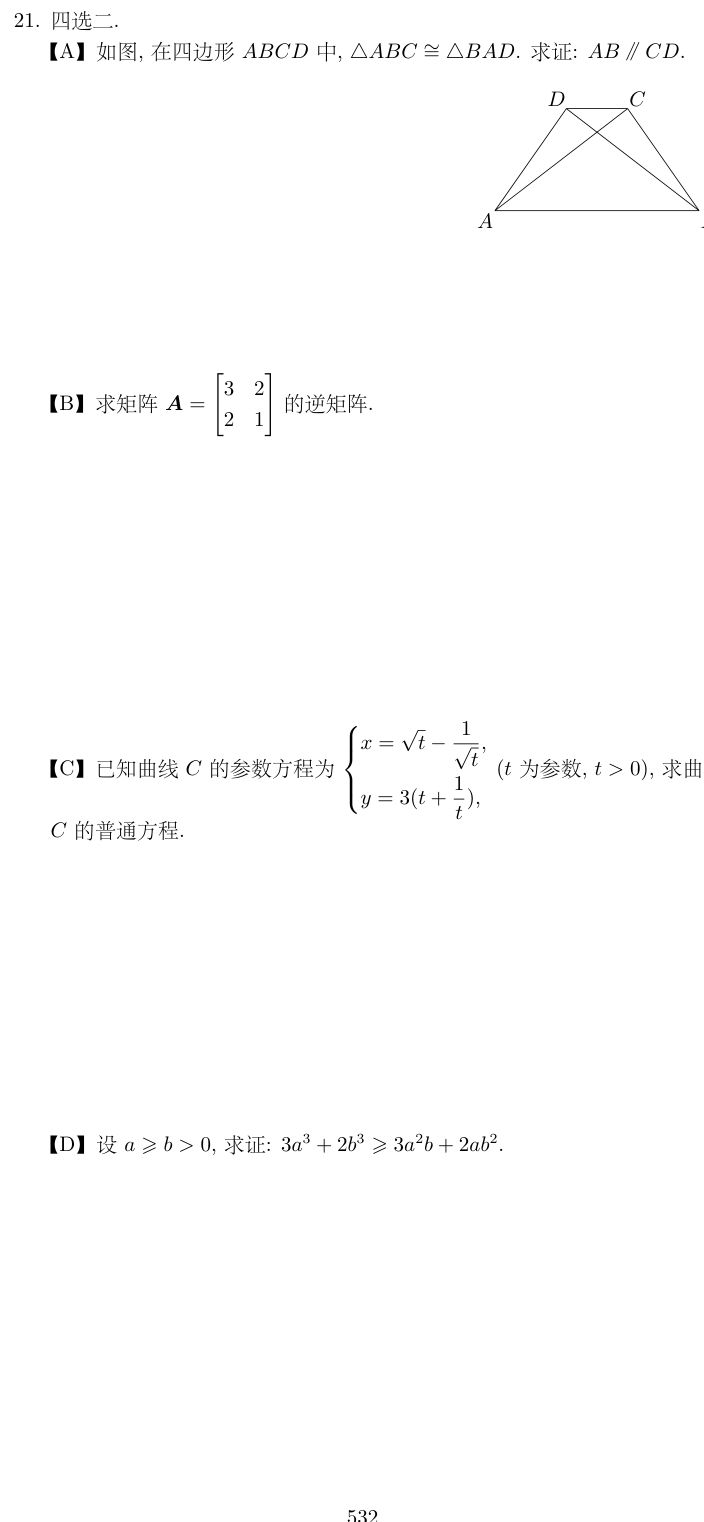 21. 四选二.
【A】如图, 在四边形 ABCD 中, △ABC ≅ △BAD. 求证: AB ∥ CD.
D C
A
【B】求矩阵 A = [3 2; 2 1] 的逆矩阵.
【C】已知曲线 C 的参数方程为 { x = √t − 1/√t, y = 3(t + 1/t), (t 为参数, t > 0), 求曲
C 的普通方程.
【D】设 a ⩾ b > 0, 求证: 3a³ + 2b³ ⩾ 3a²b + 2ab².
532